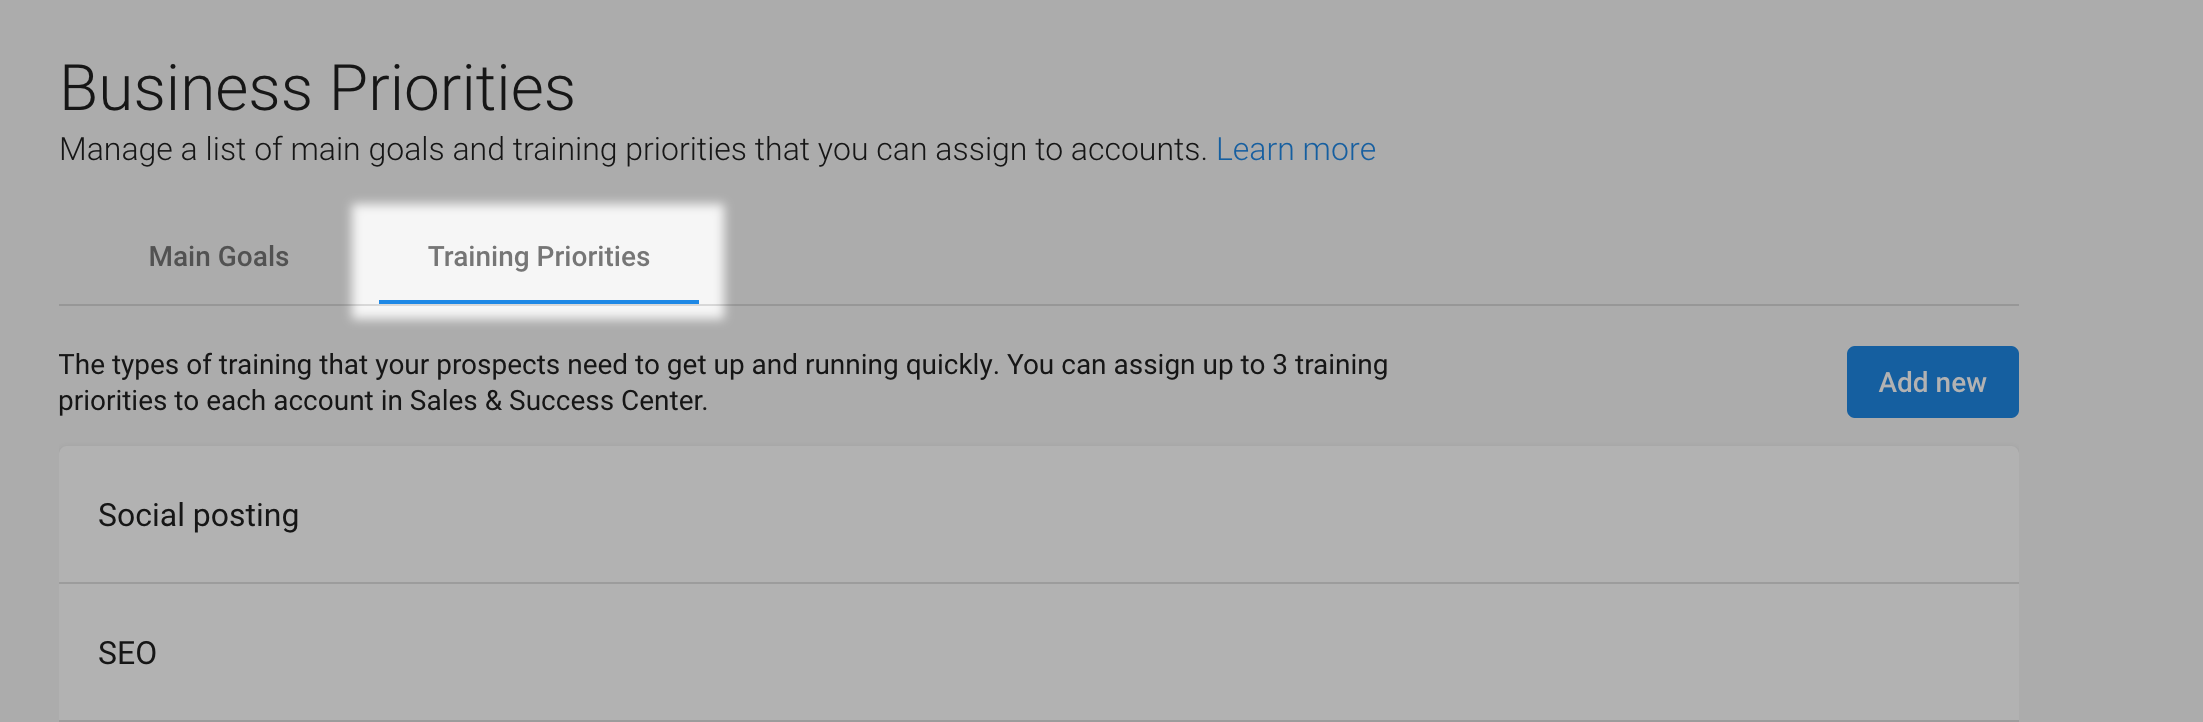 Business Priorities
Manage a list of main goals and training priorities that you can assign to accounts. Learn more
Main Goals
Training Priorities
The types of training that your prospects need to get up and running quickly. You can assign up to 3 training
priorities to each account in Sales & Success Center.
Add new
Social posting
SEO